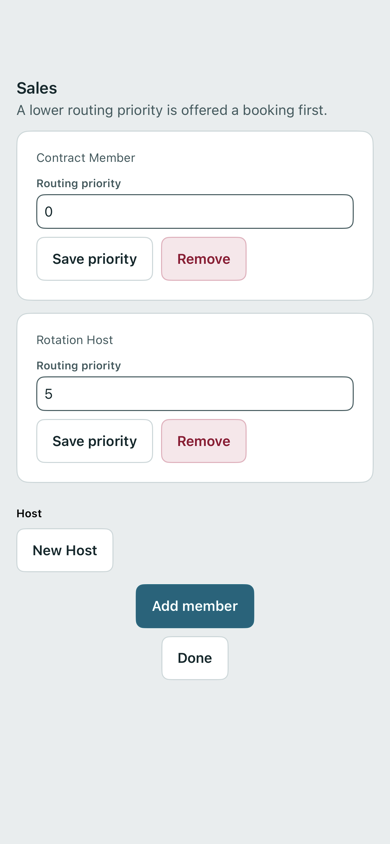 Sales
A lower routing priority is offered a booking first.
Contract Member
Routing priority
0
Save priority Remove
Rotation Host
Routing priority
5
Save priority Remove
Host
New Host
Add member
Done